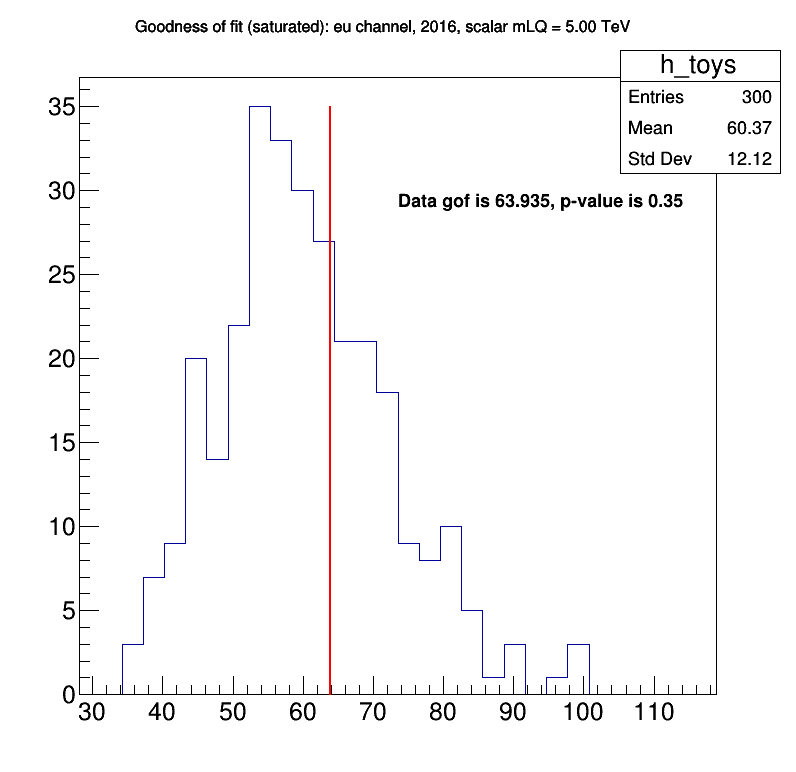 Goodness of fit (saturated): eu channel, 2016, scalar mLQ = 5.00 TeV
h_toys
Entries 300
Mean 60.37
Std Dev 12.12
Data gof is 63.935, p-value is 0.35
35
30
25
20
15
10
5
0
30 40 50 60 70 80 90 100 110